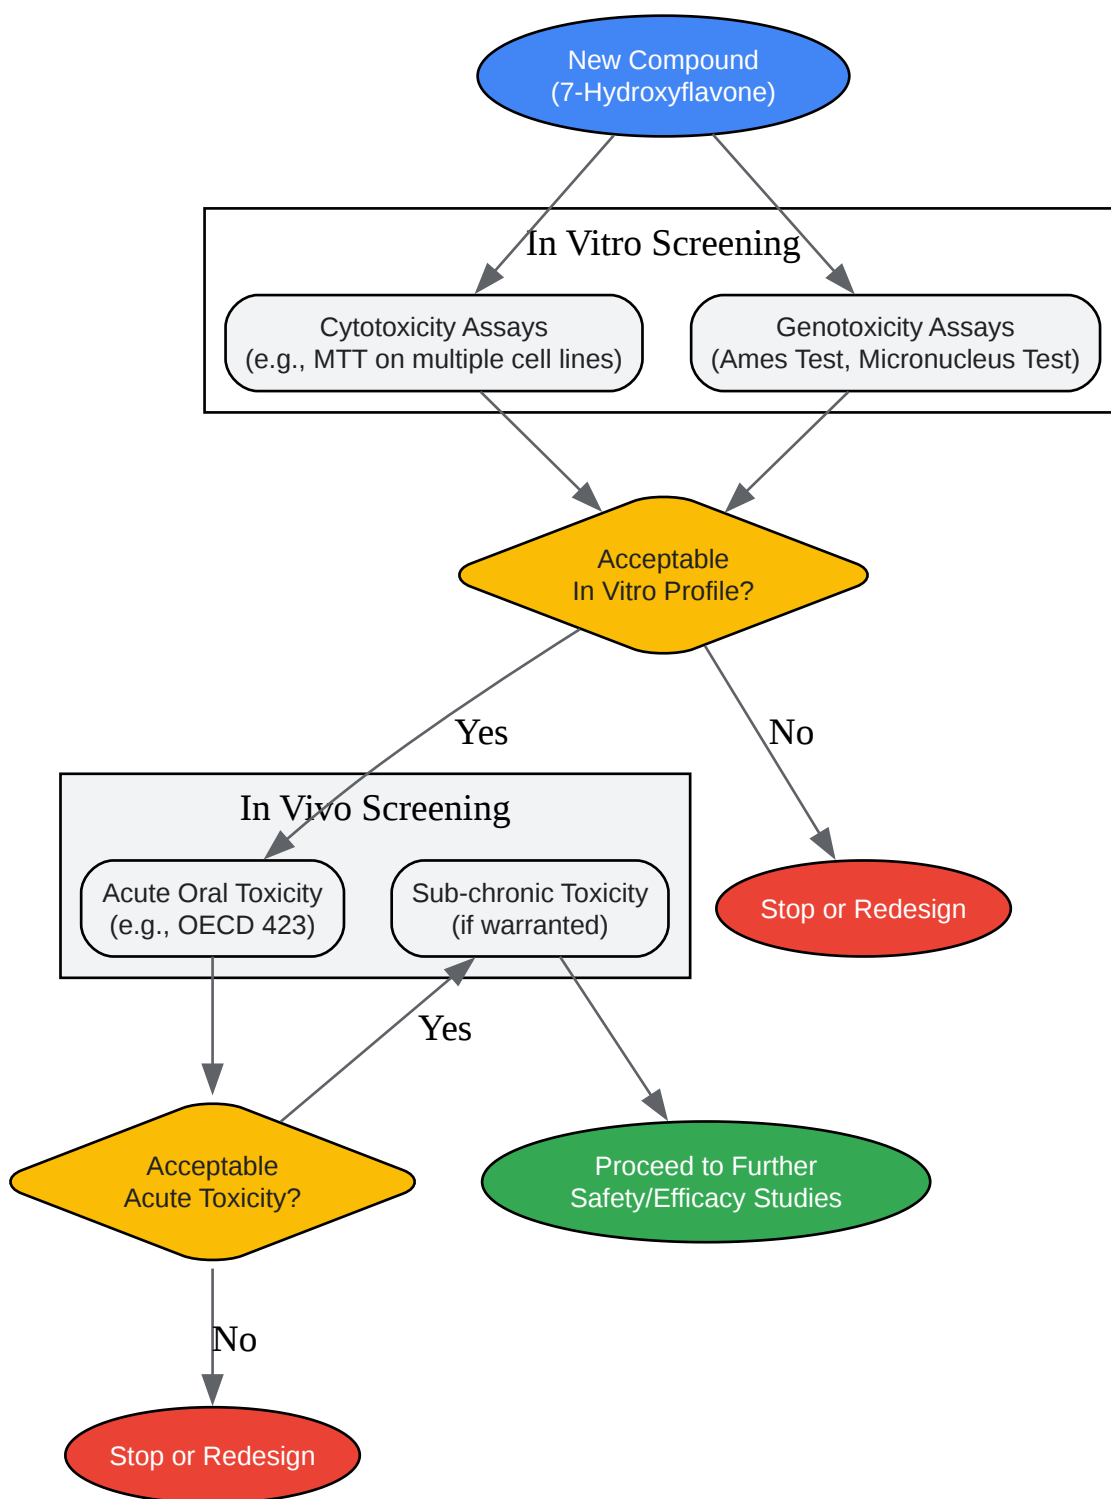 New Compound
(7-Hydroxyflavone)
In Vitro Screening
Cytotoxicity Assays
(e.g., MTT on multiple cell lines)
Genotoxicity Assays
(Ames Test, Micronucleus Test)
Acceptable
In Vitro Profile?
Yes
No
In Vivo Screening
Acute Oral Toxicity
(e.g., OECD 423)
Sub-chronic Toxicity
(if warranted)
Stop or Redesign
Yes
Acceptable
Acute Toxicity?
Proceed to Further
Safety/Efficacy Studies
No
Stop or Redesign